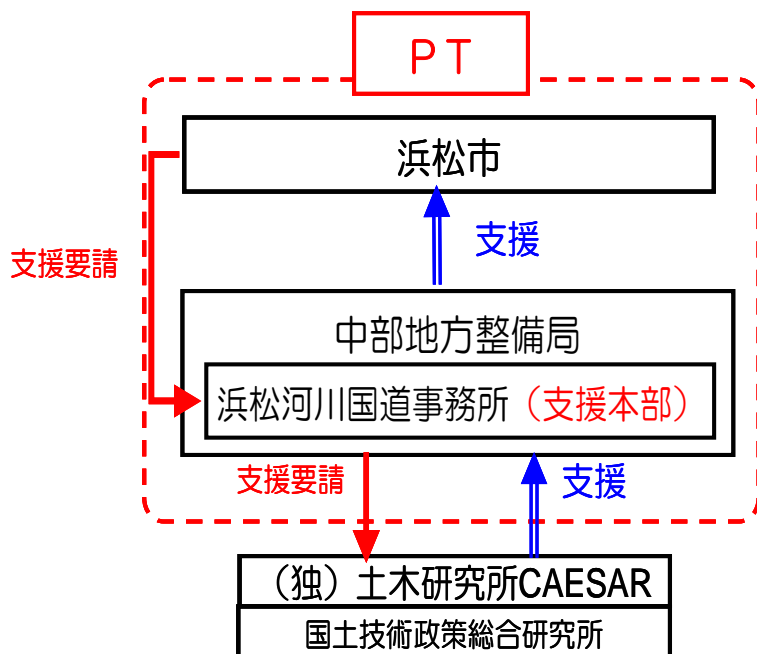 ＰＴ
浜松市
支援
支援要請
中部地方整備局
浜松河川国道事務所（支援本部）
支援要請
支援
（独）土木研究所CAESAR
国土技術政策総合研究所